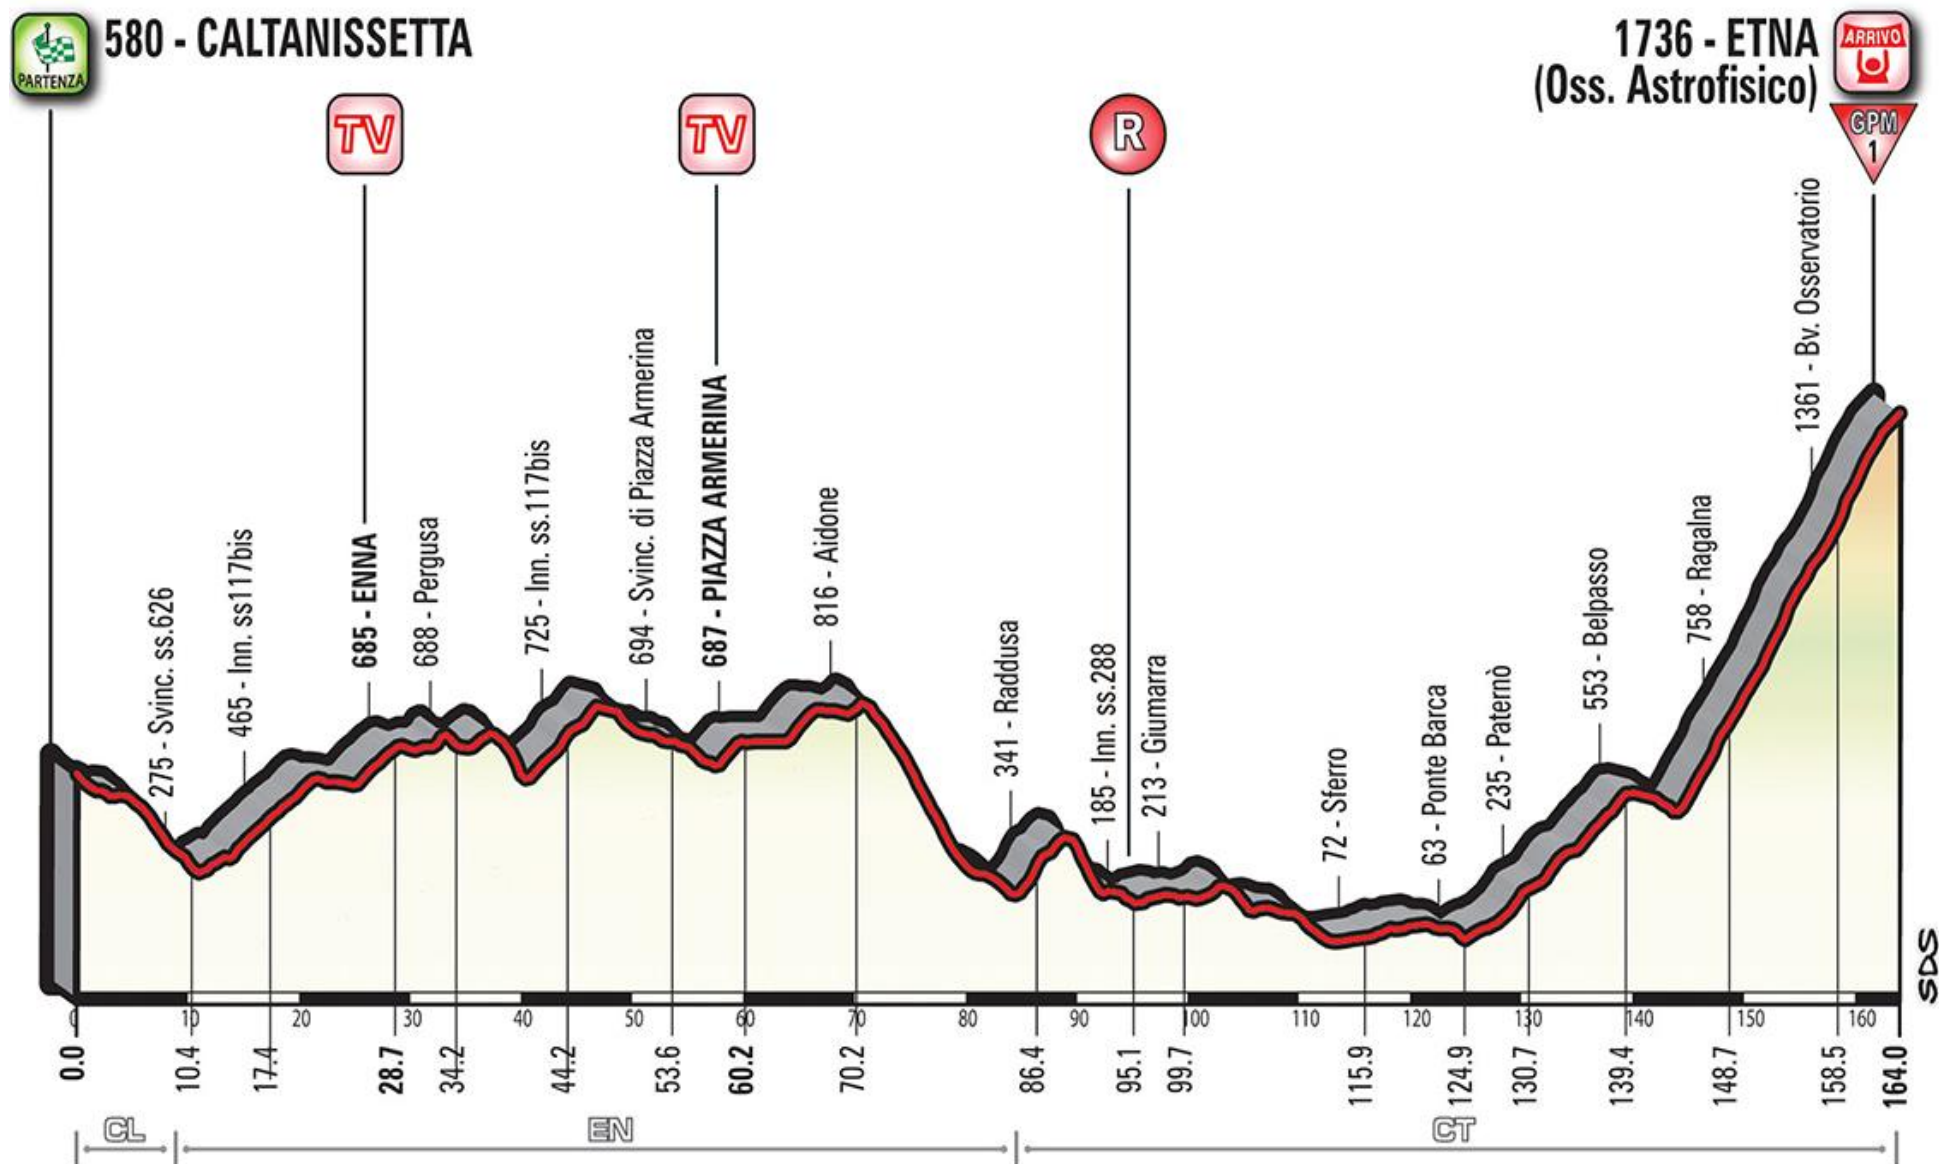 580 - CALTANISSETTA
PARTENZA
1736 - ETNA
(Oss. Astrofisico)
ARRIVO
GPM
1
TV
TV
R
275 - Svinc. ss.626
465 - Inn. ss117bis
685 - ENNA
688 - Pergusa
725 - Inn. ss.117bis
694 - Svinc. di Piazza Armerina
687 - PIAZZA ARMERINA
816 - Aidone
341 - Raddusa
185 - Inn. ss.288
213 - Giumarra
72 - Sferro
63 - Ponte Barca
235 - Paternò
553 - Belpasso
758 - Ragalna
1361 - Bv. Osservatorio
SDS
0 10 20 30 40 50 60 70 80 90 100 110 120 130 140 150 160
0.0 10.4 17.4 28.7 34.2 44.2 53.6 60.2 70.2 86.4 95.1 99.7 115.9 124.9 130.7 139.4 148.7 158.5 164.0
CL EN CT